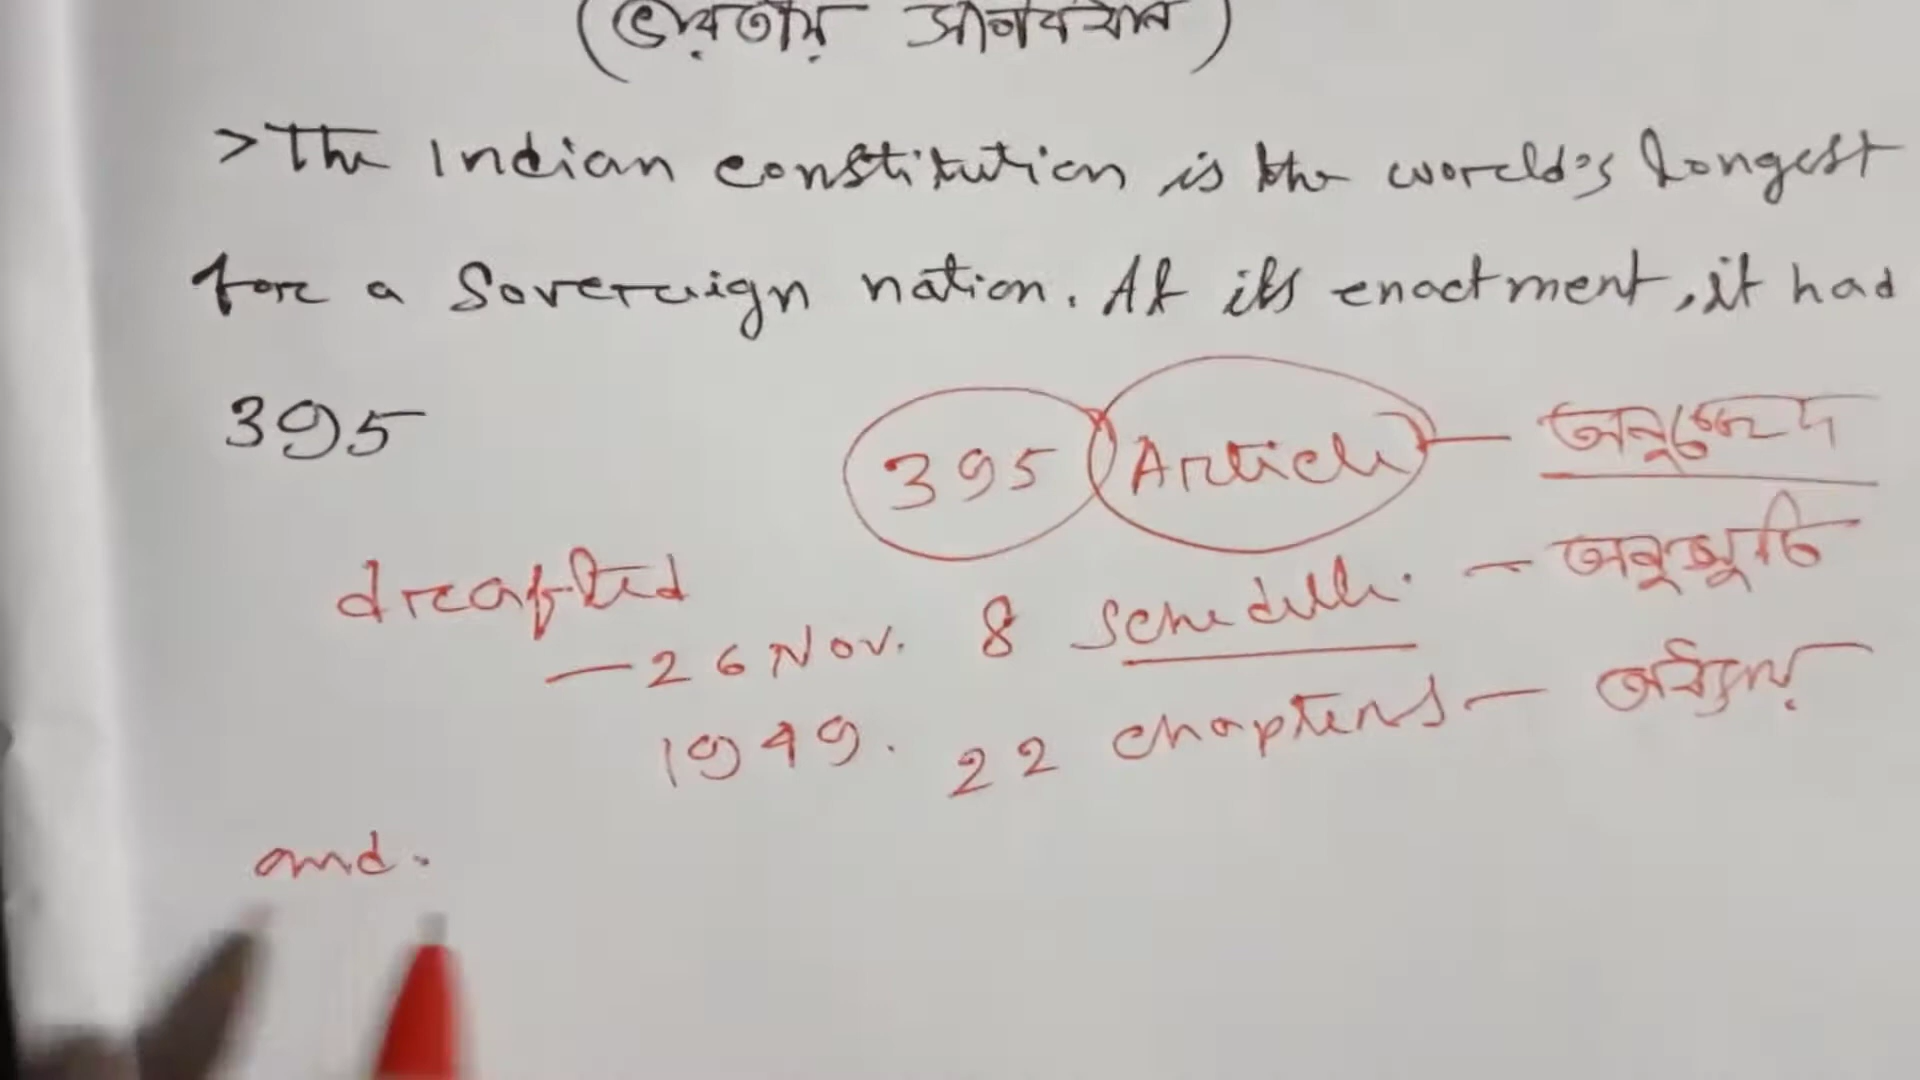 (ভারতীয় সংবিধান)
> The Indian constitution is the world's longest
for a Sovereign nation. At its enactment, it had
395
395 Article — অনুচ্ছেদ
drafted
— 26 Nov. 8 schedule. — অনুসূচি
1949. 22 chapters — অধ্যায়
and.